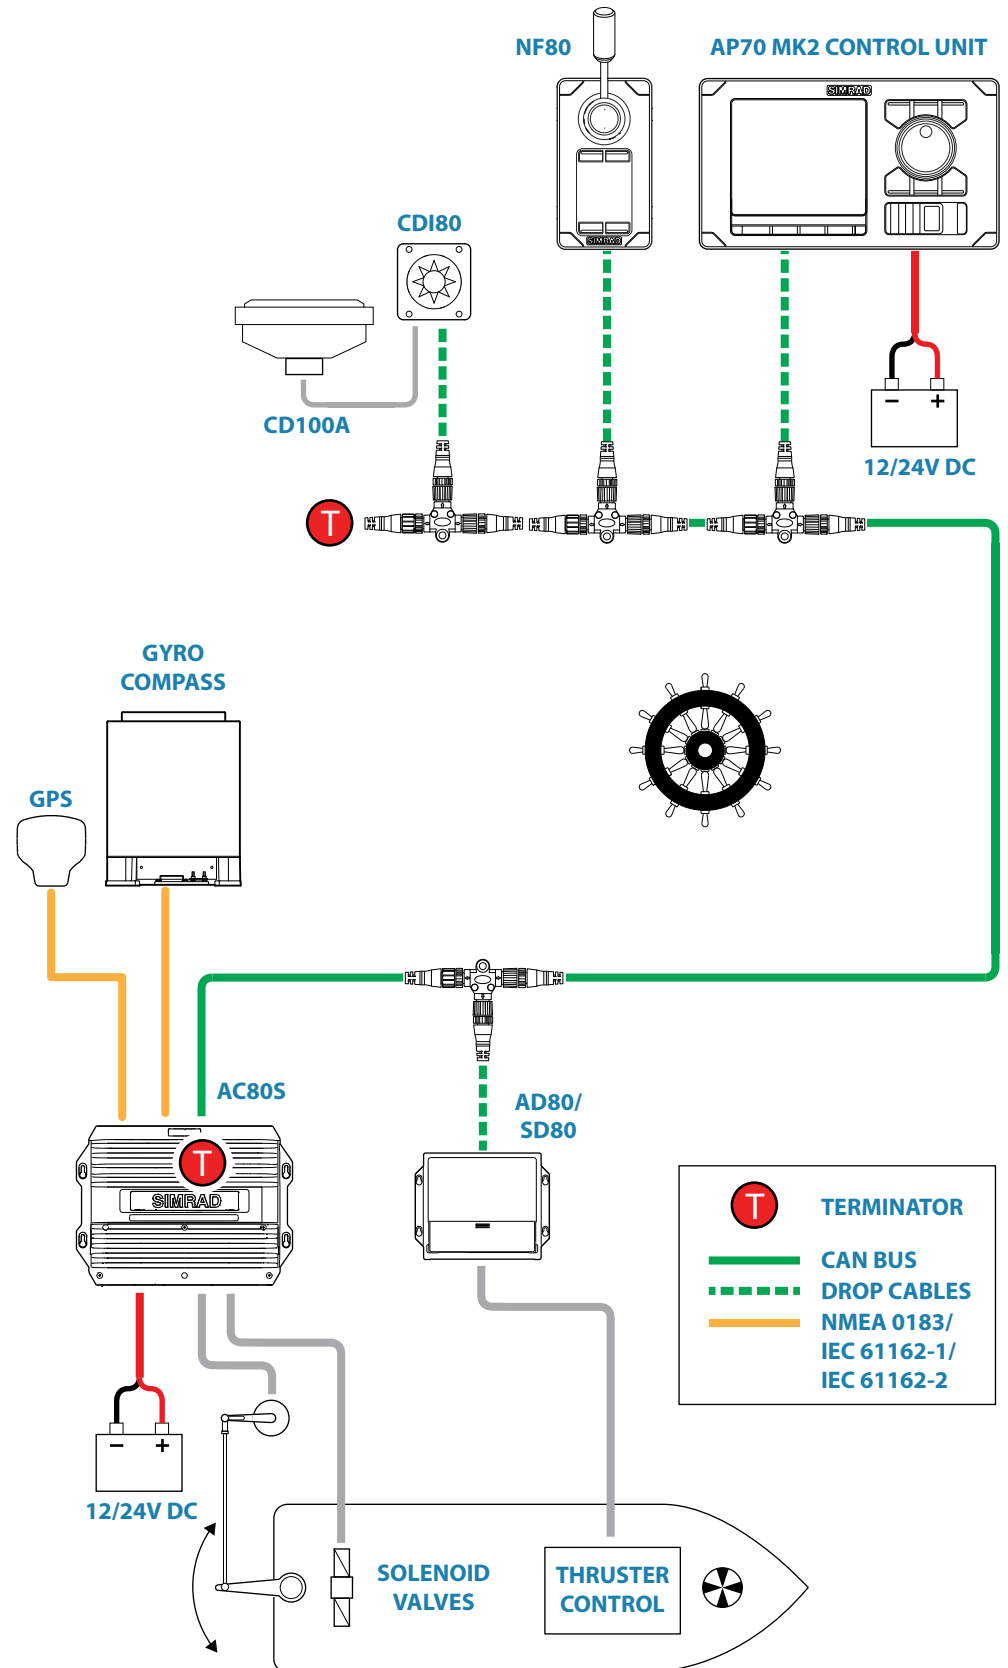 NF80
AP70 MK2 CONTROL UNIT
SIMRAD
SIMRAD
CDI80
CD100A
12/24V DC
T
GYRO
COMPASS
GPS
AC80S
T
SIMRAD
AD80/
SD80
T TERMINATOR
CAN BUS
DROP CABLES
NMEA 0183/
IEC 61162-1/
IEC 61162-2
12/24V DC
SOLENOID
VALVES
THRUSTER
CONTROL